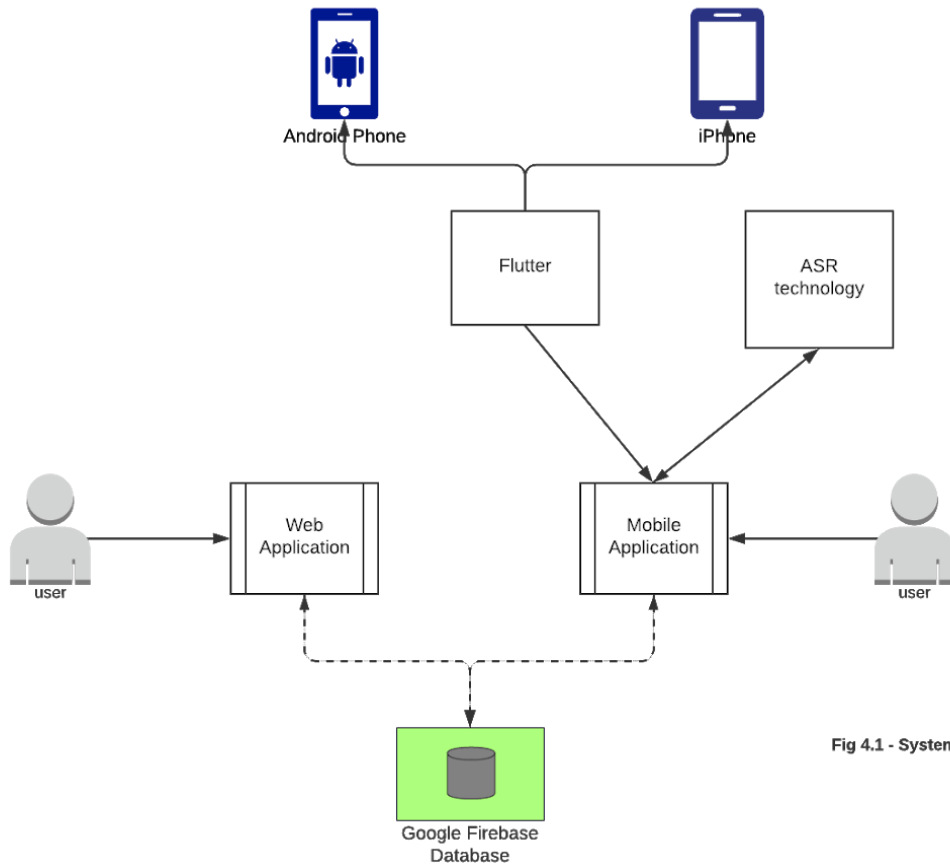 Android Phone
iPhone
Flutter
ASR
technology
Web
Application
Mobile
Application
user
user
Fig 4.1 - System
Google Firebase
Database